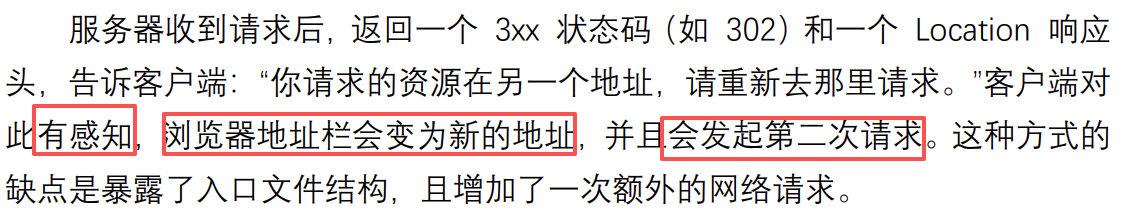 服务器收到请求后，返回一个 3xx 状态码（如 302）和一个 Location 响应
头，告诉客户端：“你请求的资源在另一个地址，请重新去那里请求。”客户端对
此有感知，浏览器地址栏会变为新的地址，并且会发起第二次请求。这种方式的
缺点是暴露了入口文件结构，且增加了一次额外的网络请求。